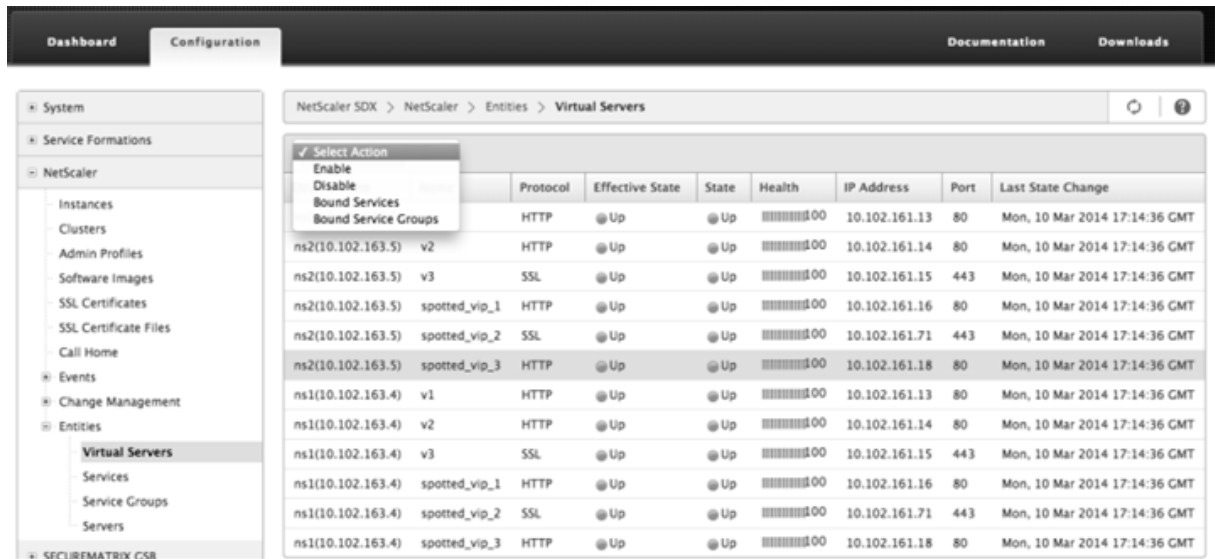 Dashboard Configuration Documentation Downloads
System
Service Formations
NetScaler
Instances
Clusters
Admin Profiles
Software Images
SSL Certificates
SSL Certificate Files
Call Home
Events
Change Management
Entities
Virtual Servers
Services
Service Groups
Servers
SECUREMATRIX GSB
NetScaler SDX > NetScaler > Entities > Virtual Servers
✓ Select Action
Enable
Disable
Bound Services
Bound Service Groups
Protocol Effective State State Health IP Address Port Last State Change
HTTP Up Up 100 10.102.161.13 80 Mon, 10 Mar 2014 17:14:36 GMT
ns2(10.102.163.5) v2 HTTP Up Up 100 10.102.161.14 80 Mon, 10 Mar 2014 17:14:36 GMT
ns2(10.102.163.5) v3 SSL Up Up 100 10.102.161.15 443 Mon, 10 Mar 2014 17:14:36 GMT
ns2(10.102.163.5) spotted_vip_1 HTTP Up Up 100 10.102.161.16 80 Mon, 10 Mar 2014 17:14:36 GMT
ns2(10.102.163.5) spotted_vip_2 SSL Up Up 100 10.102.161.71 443 Mon, 10 Mar 2014 17:14:36 GMT
ns2(10.102.163.5) spotted_vip_3 HTTP Up Up 100 10.102.161.18 80 Mon, 10 Mar 2014 17:14:36 GMT
ns1(10.102.163.4) v1 HTTP Up Up 100 10.102.161.13 80 Mon, 10 Mar 2014 17:14:36 GMT
ns1(10.102.163.4) v2 HTTP Up Up 100 10.102.161.14 80 Mon, 10 Mar 2014 17:14:36 GMT
ns1(10.102.163.4) v3 SSL Up Up 100 10.102.161.15 443 Mon, 10 Mar 2014 17:14:36 GMT
ns1(10.102.163.4) spotted_vip_1 HTTP Up Up 100 10.102.161.16 80 Mon, 10 Mar 2014 17:14:36 GMT
ns1(10.102.163.4) spotted_vip_2 SSL Up Up 100 10.102.161.71 443 Mon, 10 Mar 2014 17:14:36 GMT
ns1(10.102.163.4) spotted_vip_3 HTTP Up Up 100 10.102.161.18 80 Mon, 10 Mar 2014 17:14:36 GMT